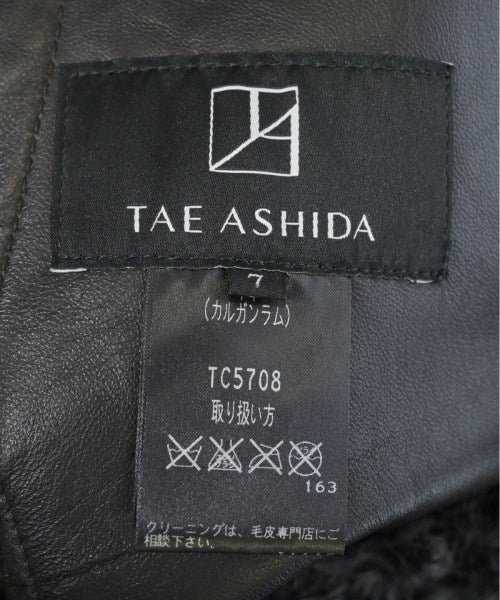 TAE ASHIDA
7
(カルガンラム)
TC5708
取り扱い方
163
クリーニングは、毛皮専門店にご
相談下さい。